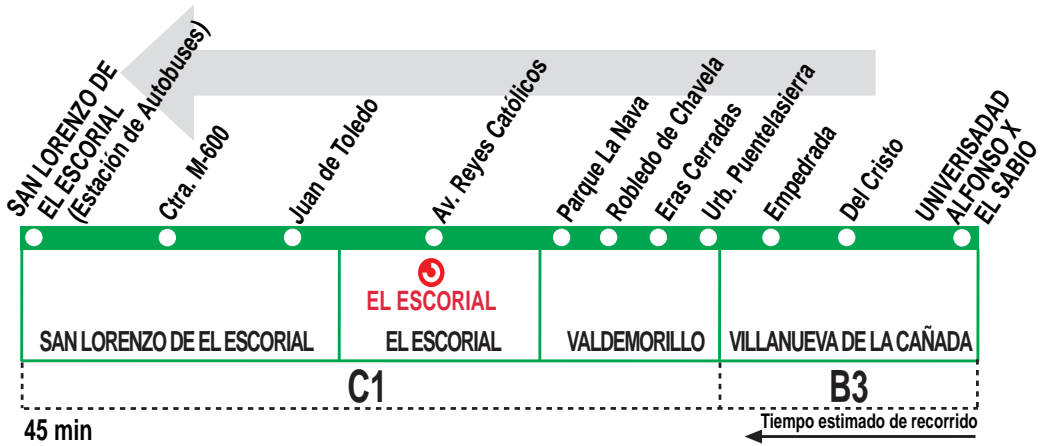 SAN LORENZO DE
EL ESCORIAL
(Estación de Autobuses)
Ctra. M-600
Juan de Toledo
Av. Reyes Católicos
Parque La Nava
Robledo de Chavela
Eras Cerradas
Urb. Puentelasierra
Empedrada
Del Cristo
UNIVERISADAD
ALFONSO X
EL SABIO
EL ESCORIAL
SAN LORENZO DE EL ESCORIAL
EL ESCORIAL
VALDEMORILLO
VILLANUEVA DE LA CAÑADA
C1
B3
45 min
Tiempo estimado de recorrido